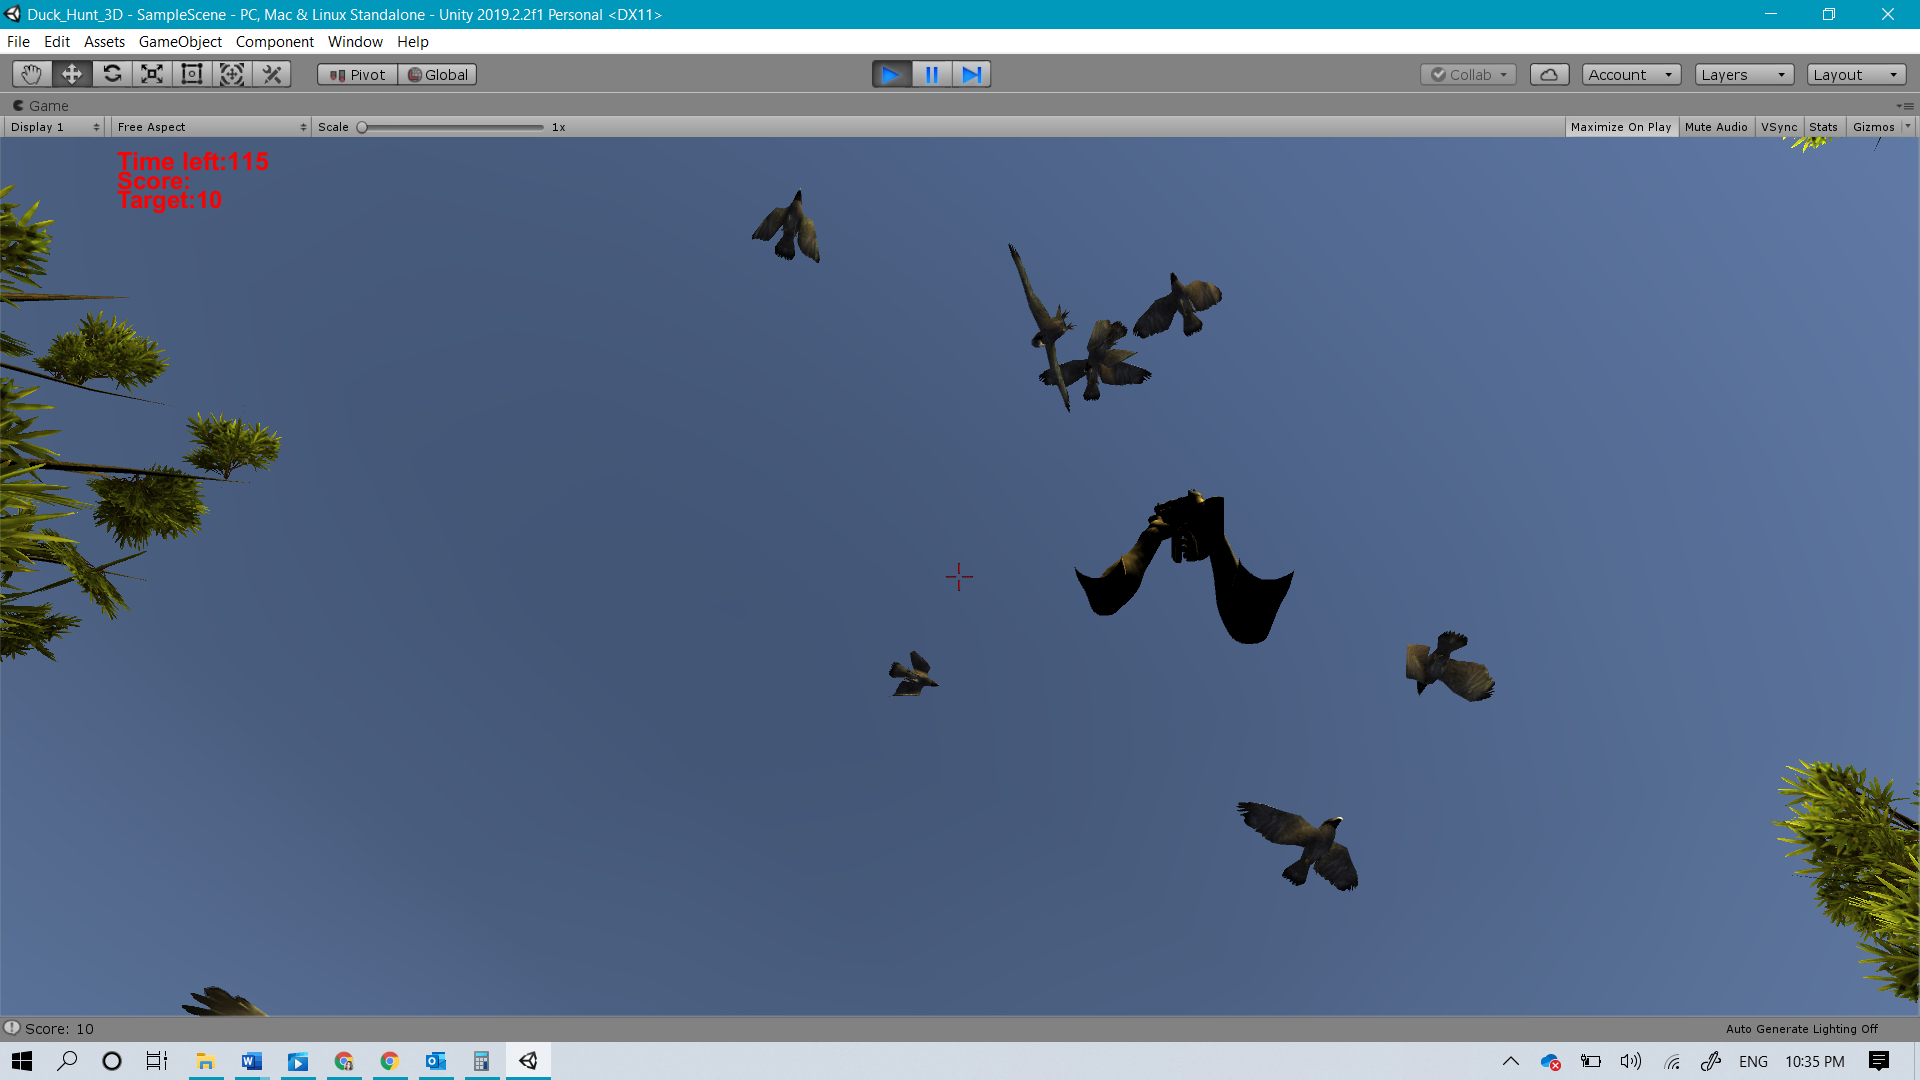 Duck_Hunt_3D - SampleScene - PC, Mac & Linux Standalone - Unity 2019.2.2f1 Personal <DX11>
File Edit Assets GameObject Component Window Help
Pivot Global Collab Account Layers Layout
Game
Display 1 Free Aspect Scale 1x Maximize On Play Mute Audio VSync Stats Gizmos
Time left:115
Score:
Target:10
Score: 10 Auto Generate Lighting Off
ENG 10:35 PM